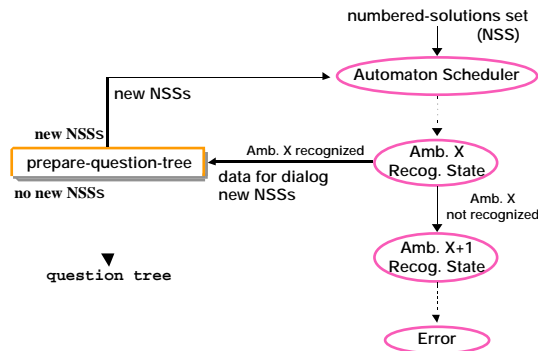 numbered-solutions set
(NSS)
Automaton Scheduler
new NSSs
new NSSs
prepare-question-tree
no new NSSs
Amb. X recognized
data for dialog
new NSSs
Amb. X
Recog. State
Amb. X
not recognized
Amb. X+1
Recog. State
question tree
Error